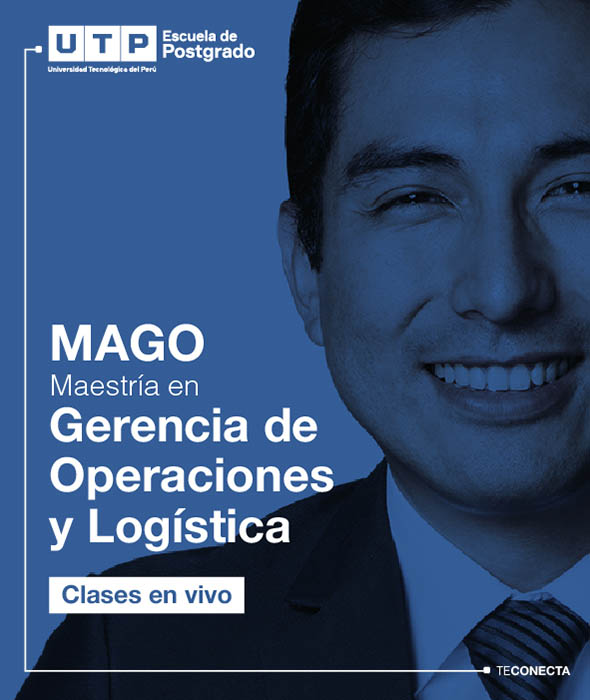 UTP
Universidad Tecnológica del Perú
Escuela de
Postgrado
MAGO
Maestría en
Gerencia de
Operaciones
y Logística
Clases en vivo
TECONECTA